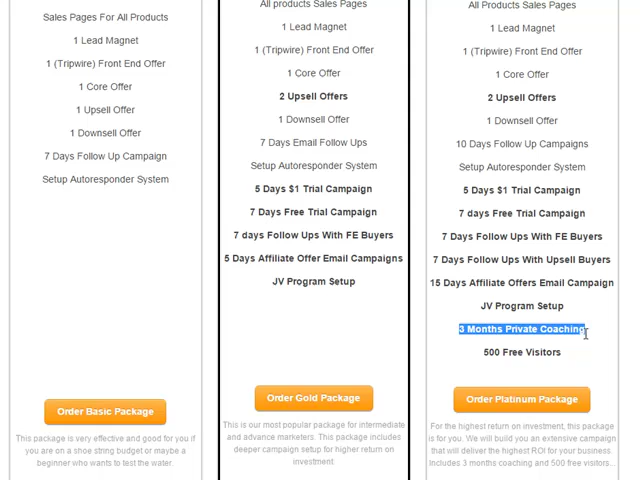 Sales Pages For All Products
1 Lead Magnet
1 (Tripwire) Front End Offer
1 Core Offer
1 Upsell Offer
1 Downsell Offer
7 Days Follow Up Campaign
Setup Autoresponder System
Order Basic Package
This package is very effective and good for you if
you are on a shoe string budget or maybe a
beginner who wants to test the water.
All products Sales Pages
1 Lead Magnet
1 (Tripwire) Front End Offer
1 Core Offer
2 Upsell Offers
1 Downsell Offer
7 Days Email Follow Ups
Setup Autoresponder System
5 Days $1 Trial Campaign
7 Days Free Trial Campaign
7 days Follow Ups With FE Buyers
5 Days Affiliate Offer Email Campaigns
JV Program Setup
Order Gold Package
This is our most popular package for intermediate
and advance marketers. This package includes
deeper campaign setup for higher return on
investment.
All Products Sales Pages
1 Lead Magnet
1 (Tripwire) Front End Offer
1 Core Offer
2 Upsell Offers
1 Downsell Offer
10 Days Follow Up Campaigns
Setup Autoresponder System
5 Days $1 Trial Campaign
7 days Free Trial Campaign
7 Days Follow Ups With FE Buyers
7 Days Follow Ups With Upsell Buyers
15 Days Affiliate Offers Email Campaign
JV Program Setup
3 Months Private Coaching
500 Free Visitors
Order Platinum Package
For the highest return on investment, this package
is for you. We will build you an extensive campaign
that will deliver the highest ROI for your business.
Includes 3 months coaching and 500 free visitors...